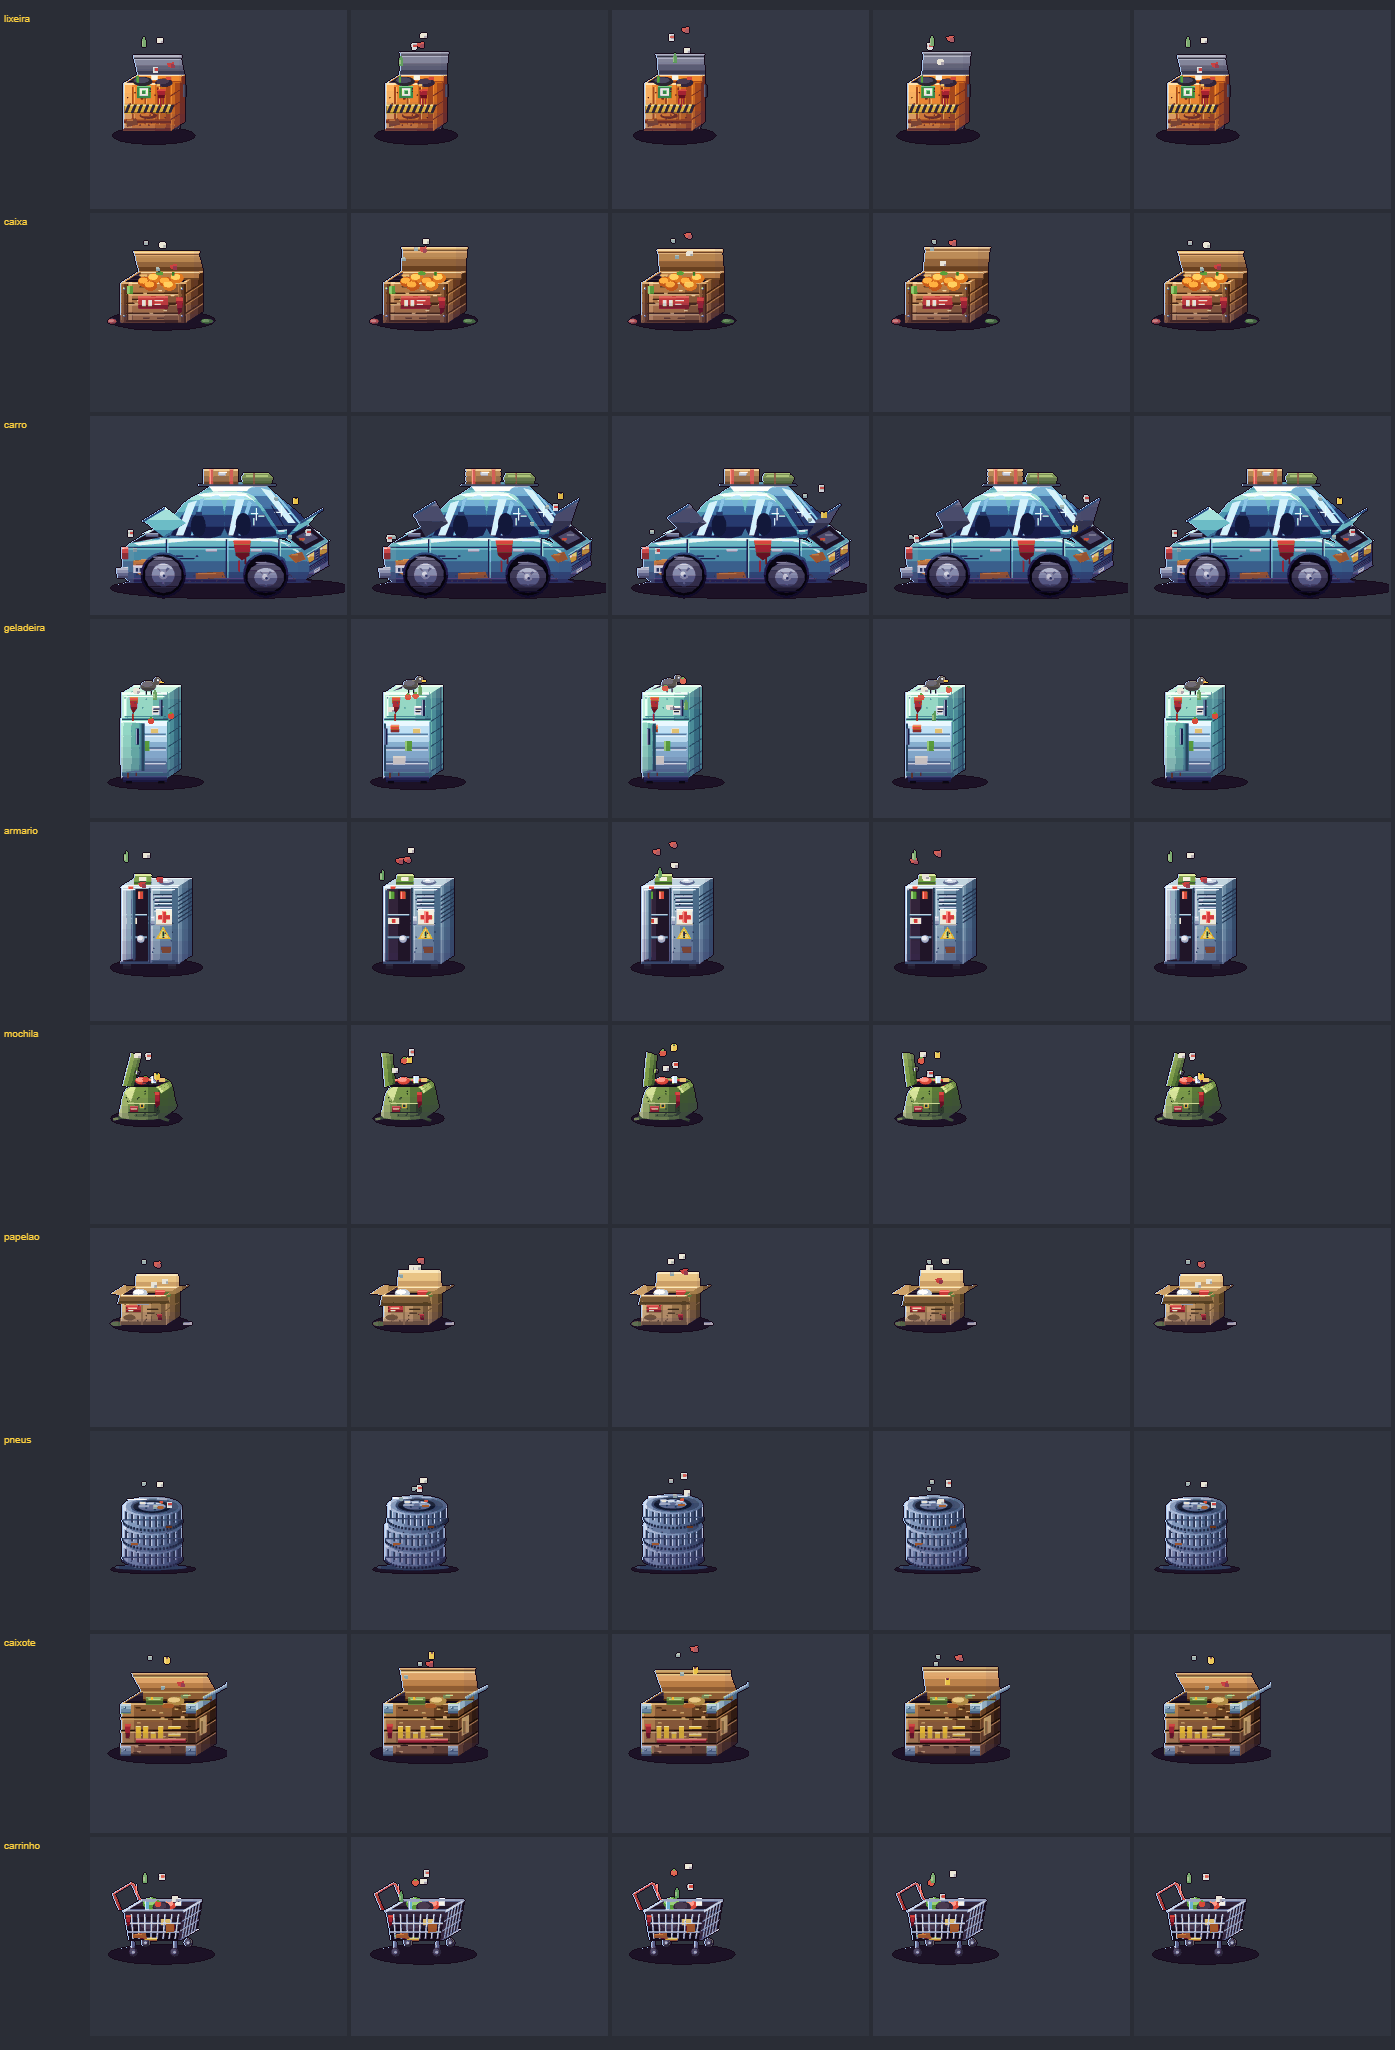 lixeira
caixa
carro
geladeira
armario
mochila
papelao
pneus
caixote
carrinho